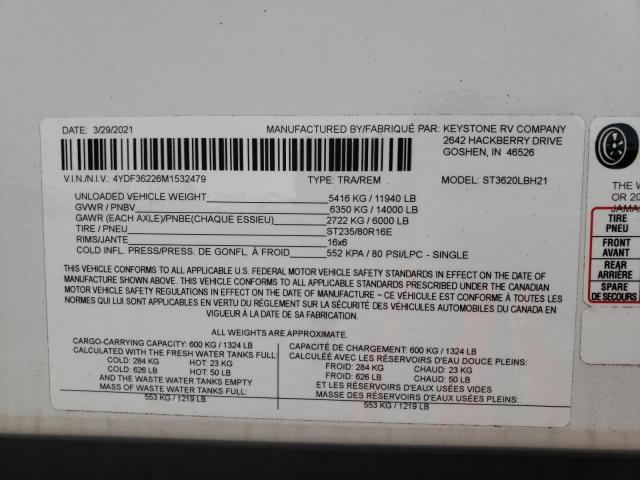 DATE: 3/29/2021
MANUFACTURED BY/FABRIQUÉ PAR: KEYSTONE RV COMPANY
2642 HACKBERRY DRIVE
GOSHEN, IN 46526
V.I.N./N.I.V.: 4YDF36226M1532479 TYPE: TRA/REM MODEL: ST3620LBH21
UNLOADED VEHICLE WEIGHT: 5416 KG / 11940 LB
GVWR / PNBV 6350 KG / 14000 LB
GAWR (EACH AXLE)/PNBE(CHAQUE ESSIEU) 2722 KG / 6000 LB
TIRE / PNEU ST235/80R16E
RIMS/JANTE 16x6
COLD INFL. PRESS./PRESS. DE GONFL. À FROID: 552 KPA / 80 PSI/LPC - SINGLE
THIS VEHICLE CONFORMS TO ALL APPLICABLE U.S. FEDERAL MOTOR VEHICLE SAFETY STANDARDS IN EFFECT ON THE DATE OF
MANUFACTURE SHOWN ABOVE. THIS VEHICLE CONFORMS TO ALL APPLICABLE STANDARDS PRESCRIBED UNDER THE CANADIAN
MOTOR VEHICLE SAFETY REGULATIONS IN EFFECT ON THE DATE OF MANUFACTURE ~ CE VÉHICULE EST CONFORME À TOUTES LES
NORMES QUI LUI SONT APPLICABLES EN VERTU DU RÈGLEMENT SUR LA SÉCURITÉ DES VÉHICULES AUTOMOBILES DU CANADA EN
VIGUEUR À LA DATE DE SA FABRICATION.
ALL WEIGHTS ARE APPROXIMATE.
CARGO-CARRYING CAPACITY: 600 KG / 1324 LB
CALCULATED WITH THE FRESH WATER TANKS FULL:
COLD: 284 KG HOT: 23 KG
COLD: 626 LB HOT: 50 LB
AND THE WASTE WATER TANKS EMPTY
MASS OF WASTE WATER TANKS FULL:
553 KG / 1219 LB
CAPACITÉ DE CHARGEMENT: 600 KG / 1324 LB
CALCULÉE AVEC LES RÉSERVOIRS D'EAU DOUCE PLEINS:
FROID: 284 KG CHAUD: 23 KG
FROID: 626 LB CHAUD: 50 LB
ET LES RÉSERVOIRS D'EAUX USÉES VIDES
MASSE DES RÉSERVOIRS D'EAUX USÉES PLEINS:
553 KG / 1219 LB
THE W
OR 20
JAMA
TIRE
PNEU
FRONT
AVANT
REAR
ARRIÈRE
SPARE
DE SECOURS